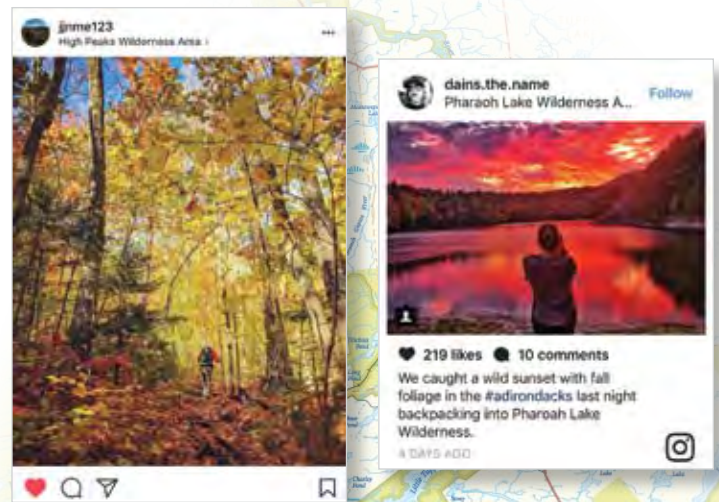 jjnme123
High Peaks Wilderness Area ›
dains.the.name
Pharaoh Lake Wilderness A...
Follow
219 likes 10 comments
We caught a wild sunset with fall
foliage in the #adirondacks last night
backpacking into Pharoah Lake
Wilderness.
4 DAYS AGO